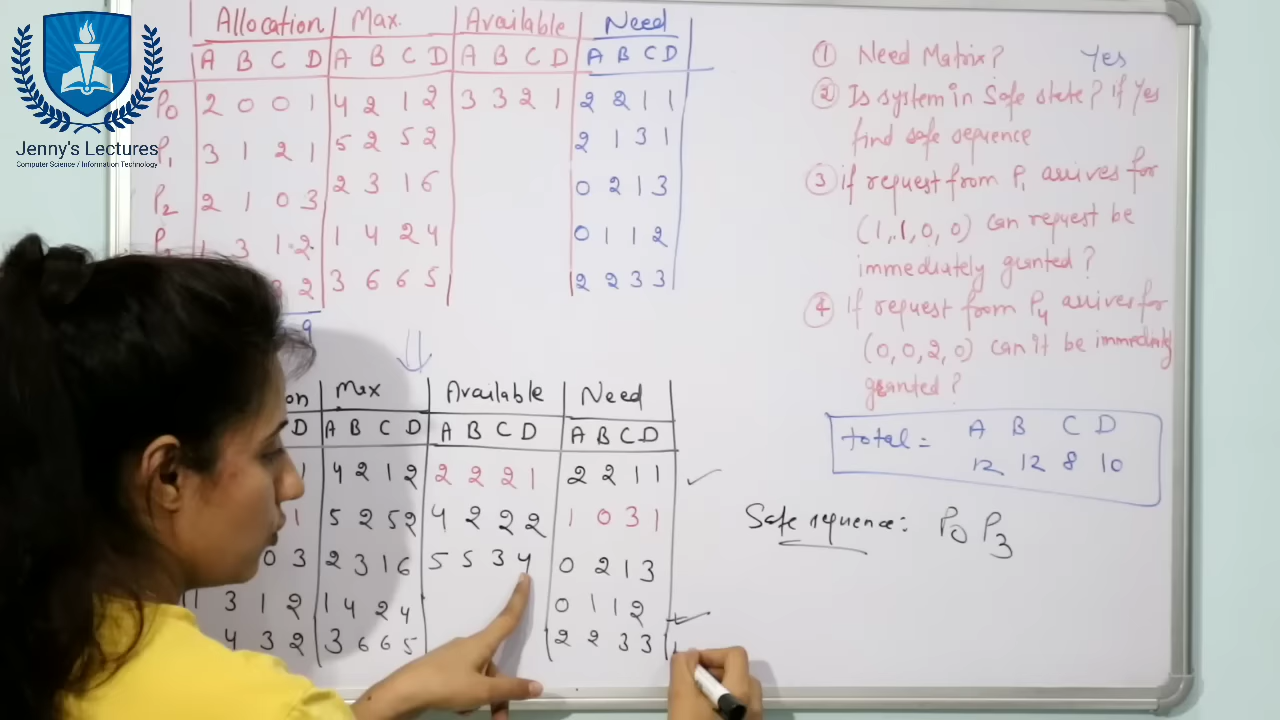 Allocation Max. Available Need
A B C D A B C D A B C D A B C D
P0 2 0 0 1 4 2 1 2 3 3 2 1 2 2 1 1
P1 3 1 2 1 5 2 5 2 2 1 3 1
P2 2 1 0 3 2 3 1 6 0 2 1 3
1 3 1 2 1 4 2 4 0 1 1 2
2 3 6 6 5 2 2 3 3
9
Jenny's Lectures
Computer Science / Information Technology
① Need Matrix? Yes
② Is system in Safe state? if Yes
find safe sequence
③ if request from P1 arrives for
(1, 1, 0, 0) can request be
immediately granted?
④ If request from P4 arrives for
(0, 0, 2, 0) can it be immediately
granted?
on Max Available Need
D A B C D A B C D A B C D
1 4 2 1 2 2 2 2 1 2 2 1 1 ✓
1 5 2 5 2 4 2 2 2 1 0 3 1
0 3 2 3 1 6 5 5 3 4 0 2 1 3
1 3 1 2 1 4 2 4 0 1 1 2 ✓
4 3 2 3 6 6 5 2 2 3 3
total = A B C D
12 12 8 10
Safe sequence: P0 P3